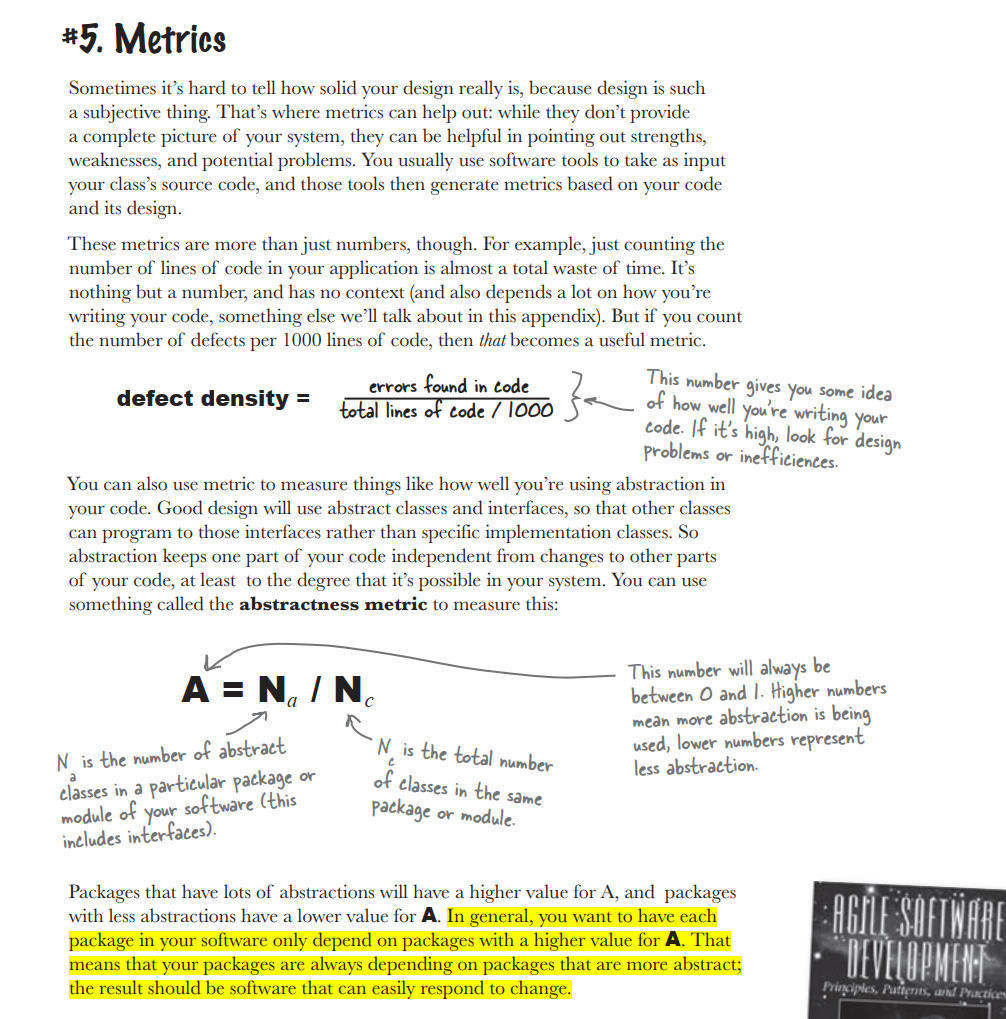 #5. Metrics
Sometimes it's hard to tell how solid your design really is, because design is such
a subjective thing. That's where metrics can help out: while they don't provide
a complete picture of your system, they can be helpful in pointing out strengths,
weaknesses, and potential problems. You usually use software tools to take as input
your class's source code, and those tools then generate metrics based on your code
and its design.
These metrics are more than just numbers, though. For example, just counting the
number of lines of code in your application is almost a total waste of time. It's
nothing but a number, and has no context (and also depends a lot on how you're
writing your code, something else we'll talk about in this appendix). But if you count
the number of defects per 1000 lines of code, then that becomes a useful metric.
defect density =
errors found in code
total lines of code / 1000
This number gives you some idea
of how well you're writing your
code. If it's high, look for design
problems or inefficiences.
You can also use metric to measure things like how well you're using abstraction in
your code. Good design will use abstract classes and interfaces, so that other classes
can program to those interfaces rather than specific implementation classes. So
abstraction keeps one part of your code independent from changes to other parts
of your code, at least to the degree that it's possible in your system. You can use
something called the abstractness metric to measure this:
A = Na / Nc
This number will always be
between 0 and 1. Higher numbers
mean more abstraction is being
used, lower numbers represent
less abstraction.
Na is the number of abstract
classes in a particular package or
module of your software (this
includes interfaces).
Nc is the total number
of classes in the same
package or module.
Packages that have lots of abstractions will have a higher value for A, and packages
with less abstractions have a lower value for A. In general, you want to have each
package in your software only depend on packages with a higher value for A. That
means that your packages are always depending on packages that are more abstract;
the result should be software that can easily respond to change.
AGILE SOFTWARE
DEVELOPMENT
Principles, Patterns, and Practices